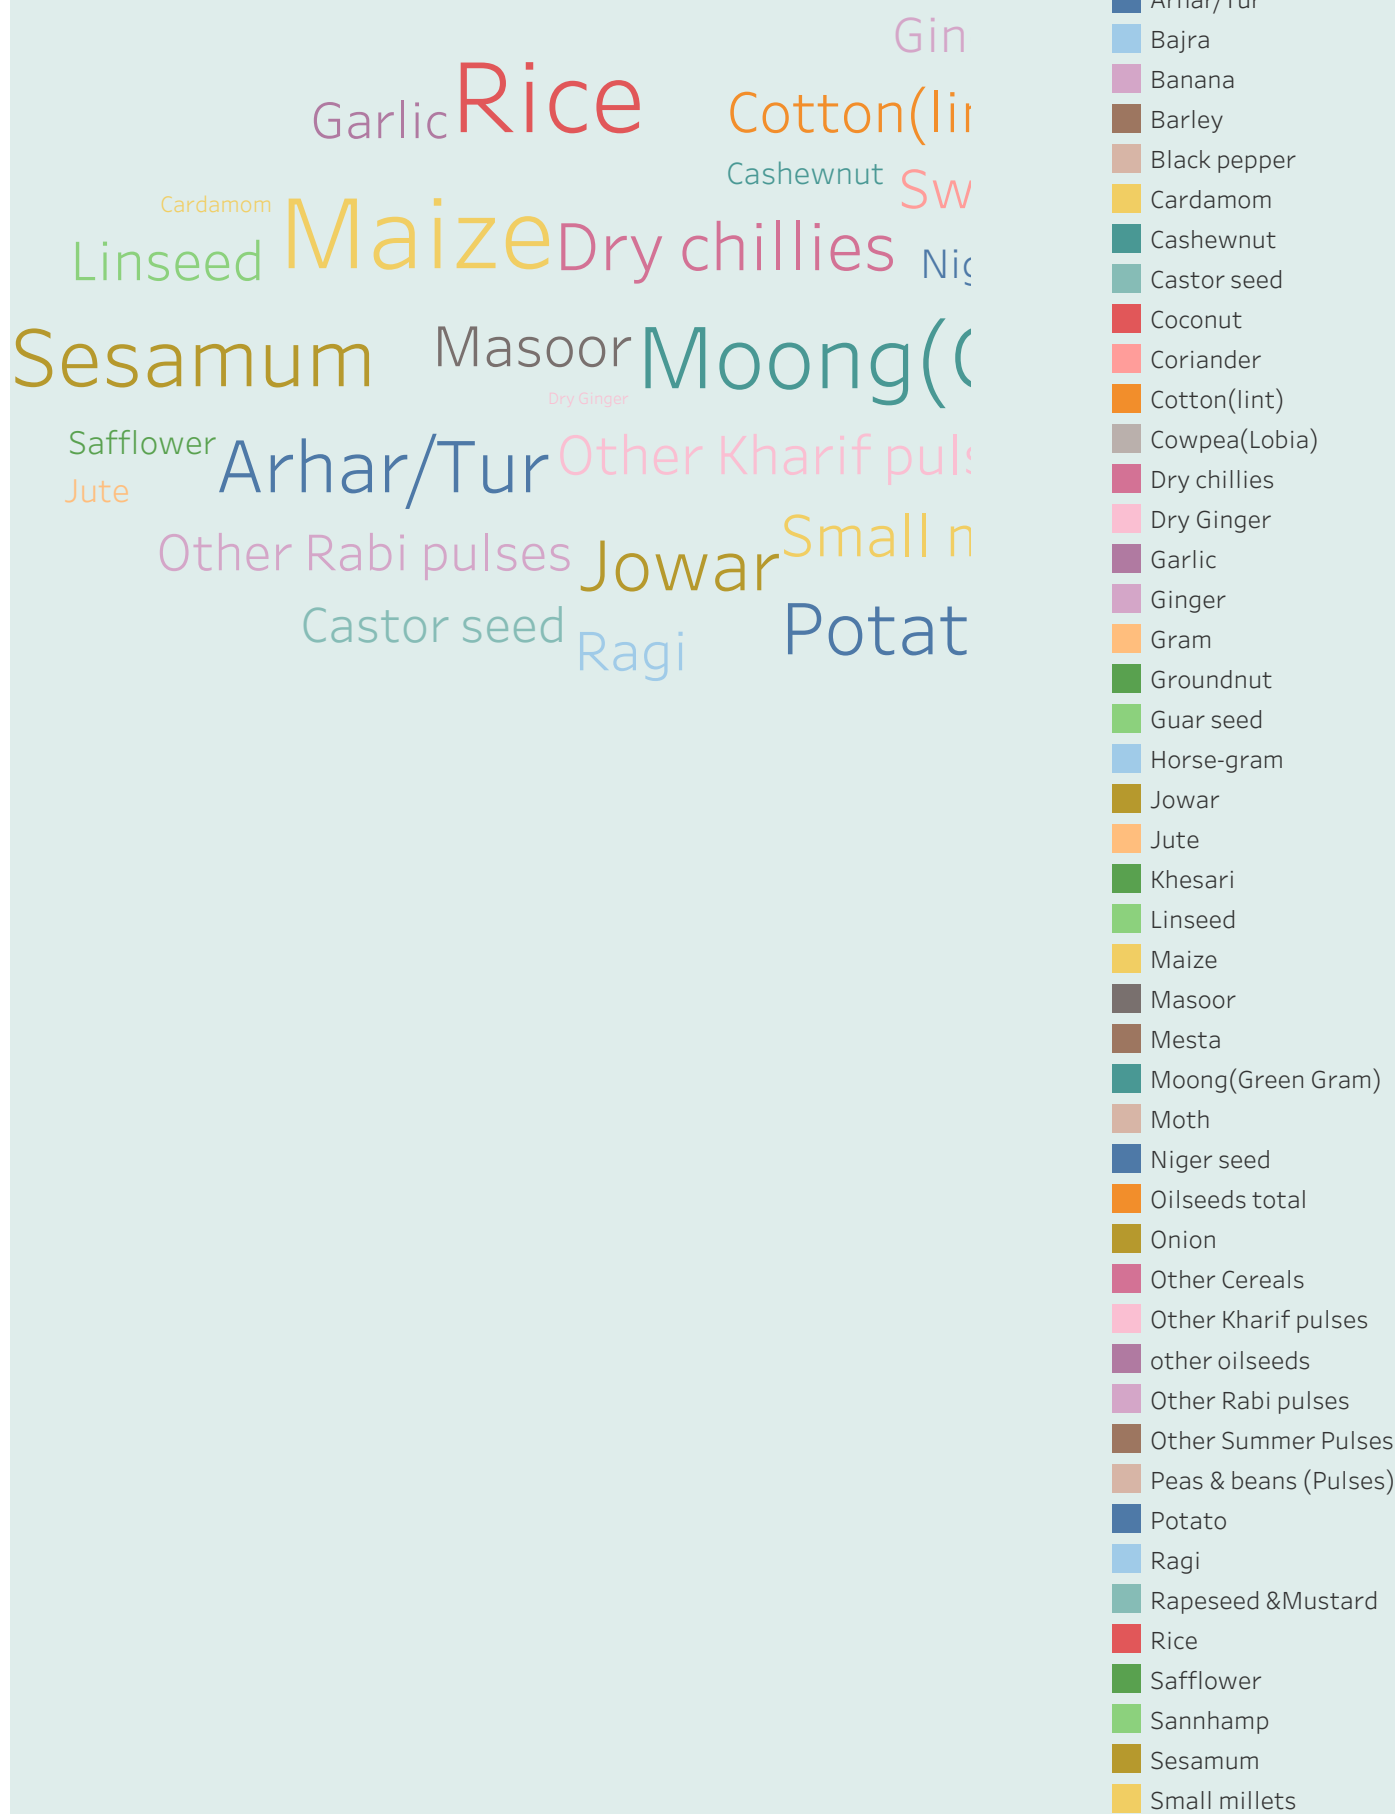 Gin
Rice
Garlic
Cotton(lin
Cashewnut
Sw
Cardamom
Maize
Dry chillies
Linseed
Nig
Sesamum
Masoor
Moong(
Dry Ginger
Safflower
Arhar/Tur
Other Kharif puls
Jute
Small
Other Rabi pulses
Jowar
Castor seed
Potat
Ragi
Arhar/Tur
Bajra
Banana
Barley
Black pepper
Cardamom
Cashewnut
Castor seed
Coconut
Coriander
Cotton(lint)
Cowpea(Lobia)
Dry chillies
Dry Ginger
Garlic
Ginger
Gram
Groundnut
Guar seed
Horse-gram
Jowar
Jute
Khesari
Linseed
Maize
Masoor
Mesta
Moong(Green Gram)
Moth
Niger seed
Oilseeds total
Onion
Other Cereals
Other Kharif pulses
other oilseeds
Other Rabi pulses
Other Summer Pulses
Peas & beans (Pulses)
Potato
Ragi
Rapeseed &Mustard
Rice
Safflower
Sannhamp
Sesamum
Small millets